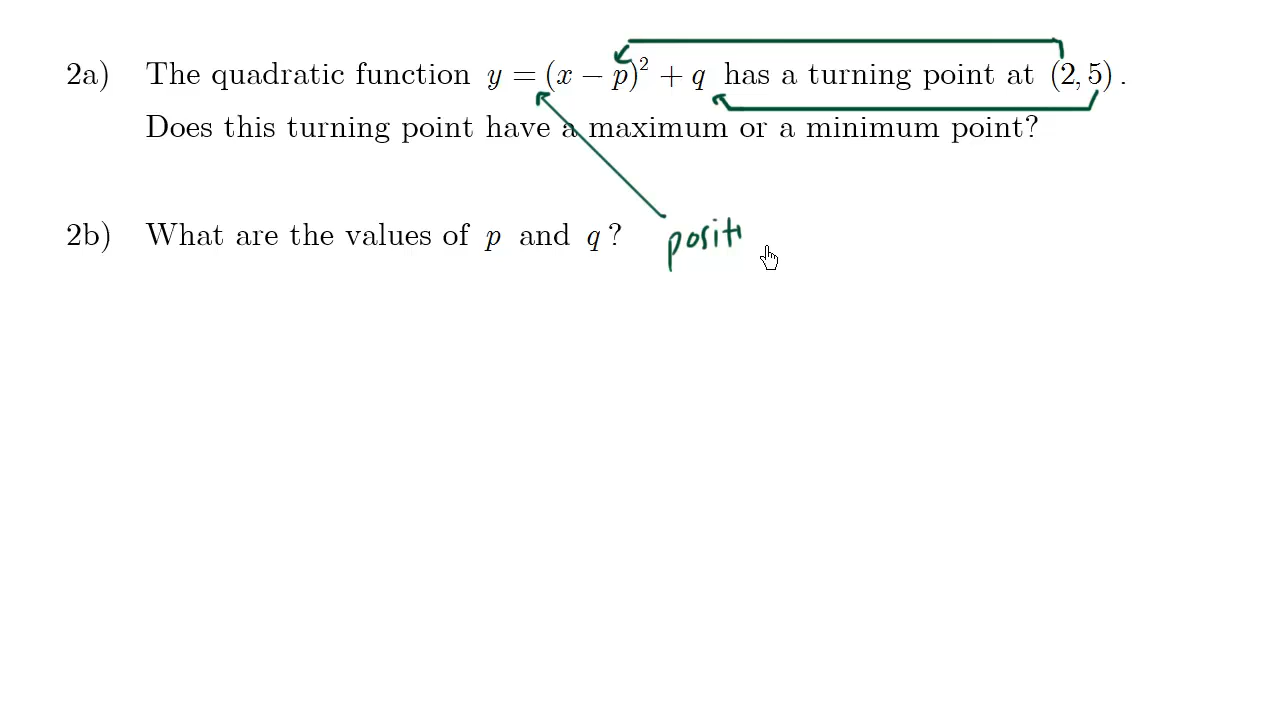 2a) The quadratic function y = (x − p)² + q has a turning point at (2, 5).
Does this turning point have a maximum or a minimum point?
2b) What are the values of p and q?
positi